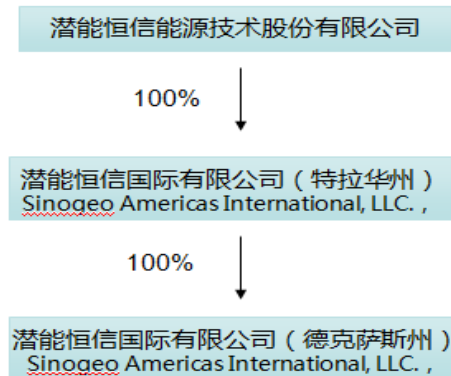 潜能恒信能源技术股份有限公司
100%
潜能恒信国际有限公司（特拉华州）
Sinogeo Americas International, LLC. ,
100%
潜能恒信国际有限公司（德克萨斯州）
Sinogeo Americas International, LLC. ,